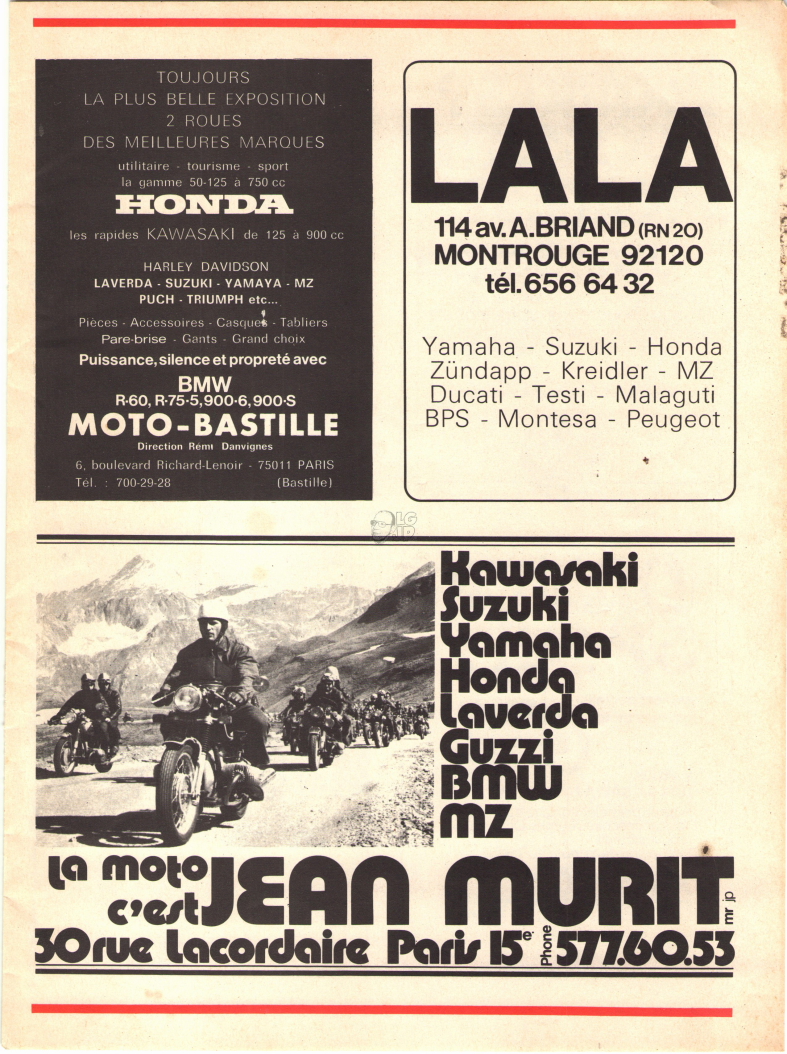 TOUJOURS
LA PLUS BELLE EXPOSITION
2 ROUES
DES MEILLEURES MARQUES
utilitaire - tourisme - sport
la gamme 50-125 à 750 cc
HONDA
les rapides KAWASAKI de 125 à 900 cc
HARLEY DAVIDSON
LAVERDA - SUZUKI - YAMAYA - MZ
PUCH - TRIUMPH etc...
Pièces - Accessoires - Casques - Tabliers
Pare-brise - Gants - Grand choix
Puissance, silence et propreté avec
BMW
R·60, R·75·5, 900·6, 900·S
MOTO-BASTILLE
Direction Rémi Danvignes
6, boulevard Richard-Lenoir - 75011 PARIS
Tél. : 700-29-28 (Bastille)
LALA
114 av. A.BRIAND (RN 20)
MONTROUGE 92120
tél. 656 64 32
Yamaha - Suzuki - Honda
Zündapp - Kreidler - MZ
Ducati - Testi - Malaguti
BPS - Montesa - Peugeot
Kawasaki
Suzuki
Yamaha
Honda
Laverda
Guzzi
BMW
MZ
La moto
c'est JEAN MURIT
mr jp
30 rue Lacordaire Paris 15e. Phone 577.60.53